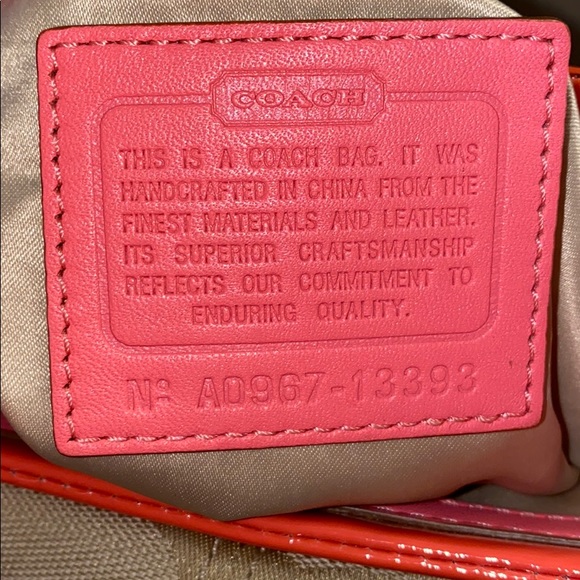 COACH
THIS IS A COACH BAG. IT WAS
HANDCRAFTED IN CHINA FROM THE
FINEST MATERIALS AND LEATHER.
ITS SUPERIOR CRAFTSMANSHIP
REFLECTS OUR COMMITMENT TO
ENDURING QUALITY.
Nº A0967-13393